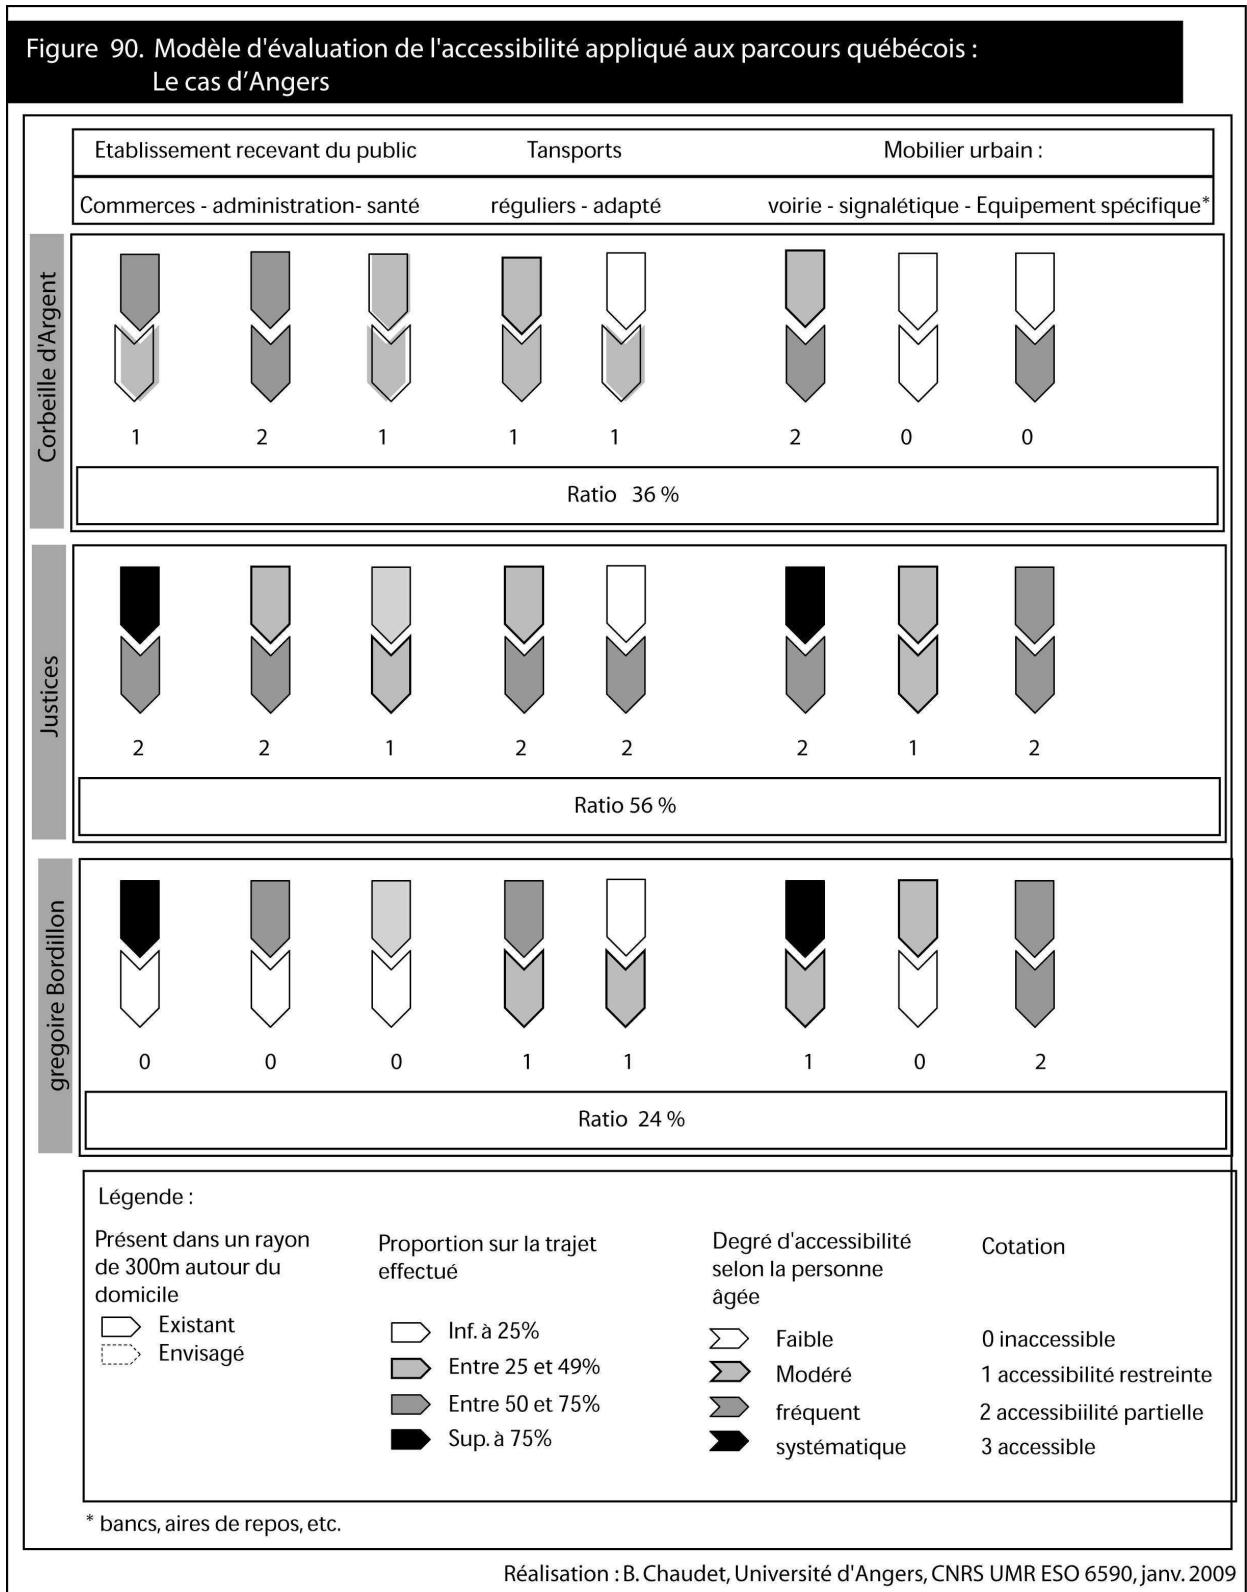 Figure 90. Modèle d'évaluation de l'accessibilité appliqué aux parcours québécois :
Le cas d’Angers
Etablissement recevant du public Tansports Mobilier urbain :
Commerces - administration- santé réguliers - adapté voirie - signalétique - Equipement spécifique*
Corbeille d'Argent
1 2 1 1 1 2 0 0
Ratio 36 %
Justices
2 2 1 2 2 2 1 2
Ratio 56 %
gregoire Bordillon
0 0 0 1 1 1 0 2
Ratio 24 %
Légende :
Présent dans un rayon
de 300m autour du
domicile
Existant
Envisagé
Proportion sur la trajet
effectué
Inf. à 25%
Entre 25 et 49%
Entre 50 et 75%
Sup. à 75%
Degré d'accessibilité
selon la personne
âgée
Faible
Modéré
fréquent
systématique
Cotation
0 inaccessible
1 accessibilité restreinte
2 accessibiilité partielle
3 accessible
* bancs, aires de repos, etc.
Réalisation : B. Chaudet, Université d'Angers, CNRS UMR ESO 6590, janv. 2009